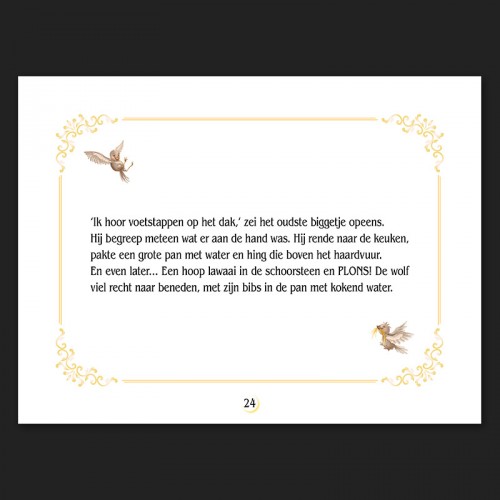 ‘Ik hoor voetstappen op het dak,’ zei het oudste biggetje opeens.
Hij begreep meteen wat er aan de hand was. Hij rende naar de keuken,
pakte een grote pan met water en hing die boven het haardvuur.
En even later... Een hoop lawaai in de schoorsteen en PLONS! De wolf
viel recht naar beneden, met zijn bibs in de pan met kokend water.
24